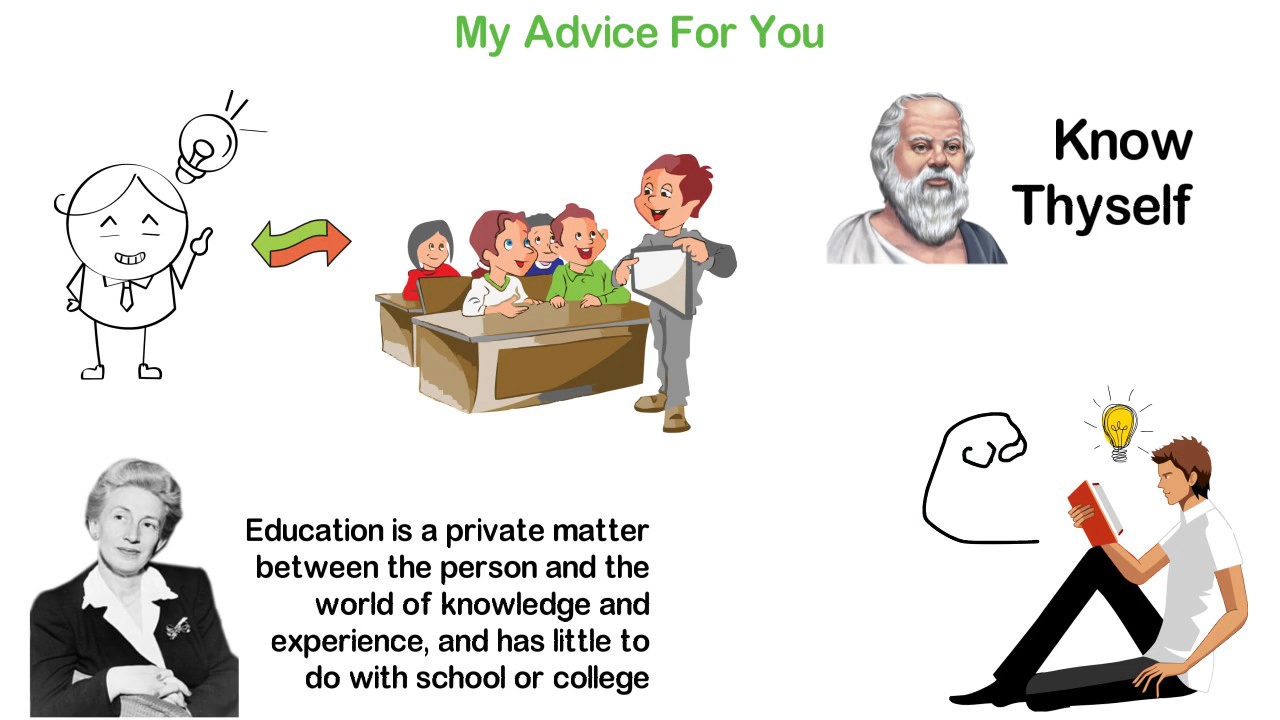 My Advice For You
Know
Thyself
Education is a private matter
between the person and the
world of knowledge and
experience, and has little to
do with school or college